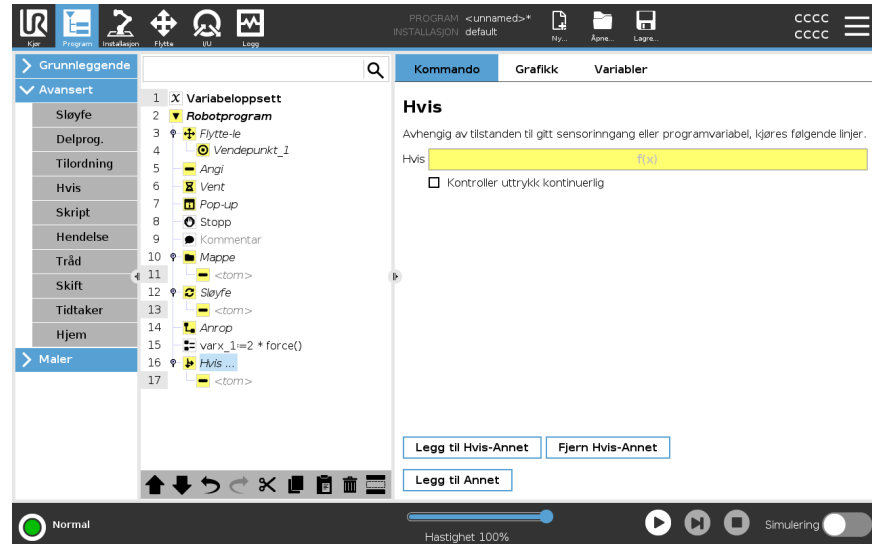 UR
Kjør
Program
Installasjon
Flytte
I/U
Logg
PROGRAM <unnamed>*
INSTALLASJON default
Ny...
Åpne...
Lagre...
CCCC
CCCC
Grunnleggende
Avansert
Sløyfe
Delprog.
Tilordning
Hvis
Skript
Hendelse
Tråd
Skift
Tidtaker
Hjem
Maler
1 X Variabeloppsett
2 Robotprogram
3 Flytte-le
4 Vendepunkt_1
5 Angi
6 Vent
7 Pop-up
8 Stopp
9 Kommentar
10 Mappe
11 <tom>
12 Sløyfe
13 <tom>
14 Anrop
15 varx_1:=2 * force()
16 Hvis ...
17 <tom>
Kommando Grafikk Variabler
Hvis
Avhengig av tilstanden til gitt sensorinngang eller programvariabel, kjøres følgende linjer.
Hvis f(x)
Kontroller uttrykk kontinuerlig
Legg til Hvis-Annet Fjern Hvis-Annet
Legg til Annet
Normal
Hastighet 100%
Simulering